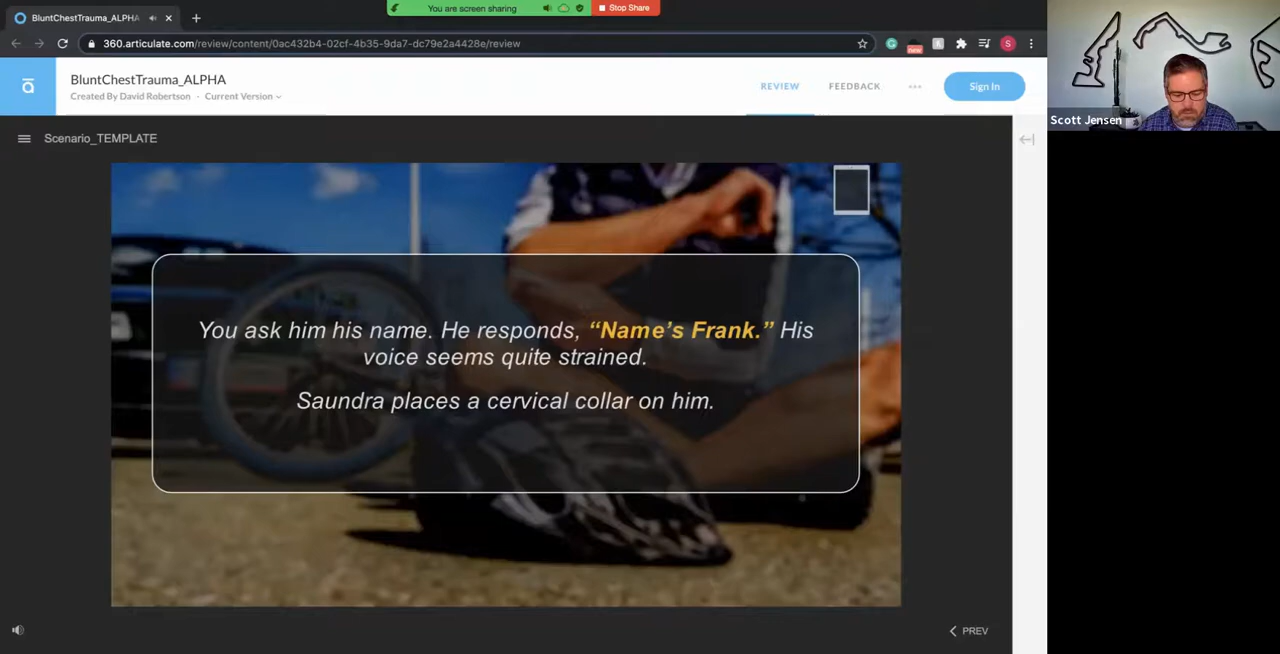 BluntChestTrauma_ALPHA
You are screen sharing
Stop Share
360.articulate.com/review/content/0ac432b4-02cf-4b35-9da7-dc79e2a4428e/review
New
S
BluntChestTrauma_ALPHA
Created By David Robertson · Current Version
REVIEW
FEEDBACK
Sign In
Scott Jensen
Scenario_TEMPLATE
You ask him his name. He responds, “Name’s Frank.” His
voice seems quite strained.
Saundra places a cervical collar on him.
PREV